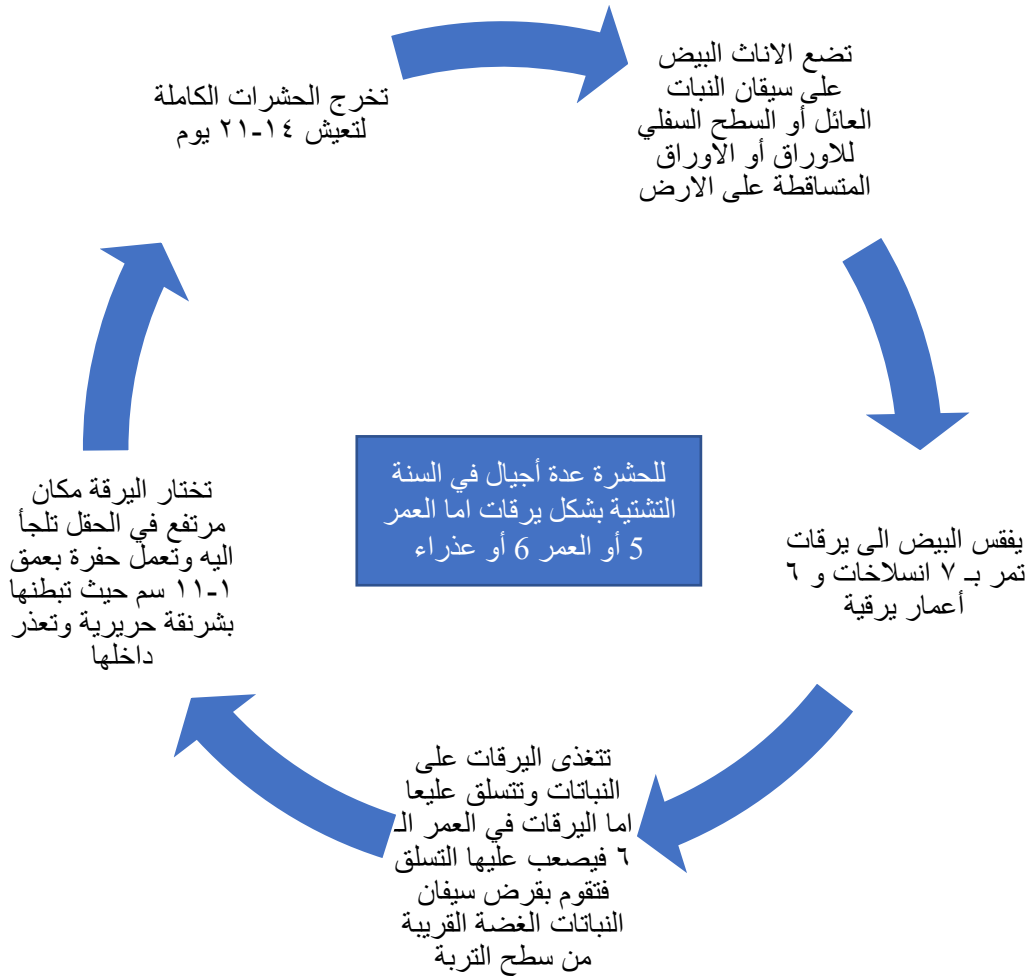 تضع الاناث البيض
على سيقان النبات
العائل أو السطح السفلي
للاوراق أو الاوراق
المتساقطة على الارض
يفقس البيض الى يرقات
تمر بـ ٧ انسلاخات و ٦
أعمار يرقية
تتغذى اليرقات على
النباتات وتتسلق عليعا
اما اليرقات في العمر الـ
٦ فيصعب عليها التسلق
فتقوم بقرض سيفان
النباتات الغضة القريبة
من سطح التربة
تختار اليرقة مكان
مرتفع في الحقل تلجأ
اليه وتعمل حفرة بعمق
١-١١ سم حيث تبطنها
بشرنقة حريرية وتعذر
داخلها
تخرج الحشرات الكاملة
لتعيش ١٤-٢١ يوم
للحشرة عدة أجيال في السنة
التشتية بشكل يرقات اما العمر
5 أو العمر 6 أو عذراء